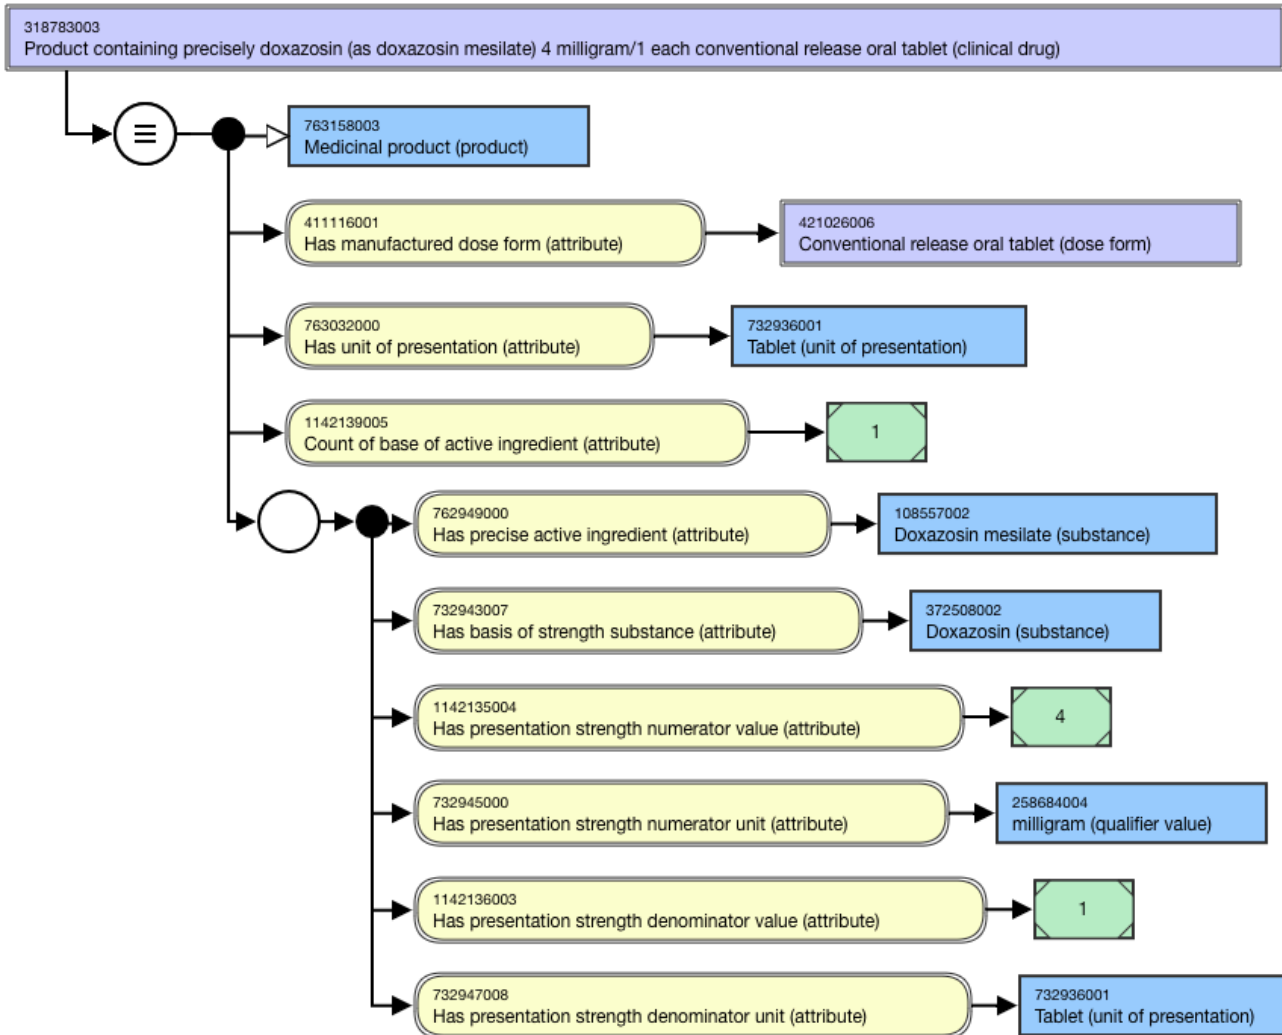 318783003
Product containing precisely doxazosin (as doxazosin mesilate) 4 milligram/1 each conventional release oral tablet (clinical drug)
763158003
Medicinal product (product)
411116001
Has manufactured dose form (attribute)
421026006
Conventional release oral tablet (dose form)
763032000
Has unit of presentation (attribute)
732936001
Tablet (unit of presentation)
1142139005
Count of base of active ingredient (attribute)
1
762949000
Has precise active ingredient (attribute)
108557002
Doxazosin mesilate (substance)
732943007
Has basis of strength substance (attribute)
372508002
Doxazosin (substance)
1142135004
Has presentation strength numerator value (attribute)
4
732945000
Has presentation strength numerator unit (attribute)
258684004
milligram (qualifier value)
1142136003
Has presentation strength denominator value (attribute)
1
732947008
Has presentation strength denominator unit (attribute)
732936001
Tablet (unit of presentation)